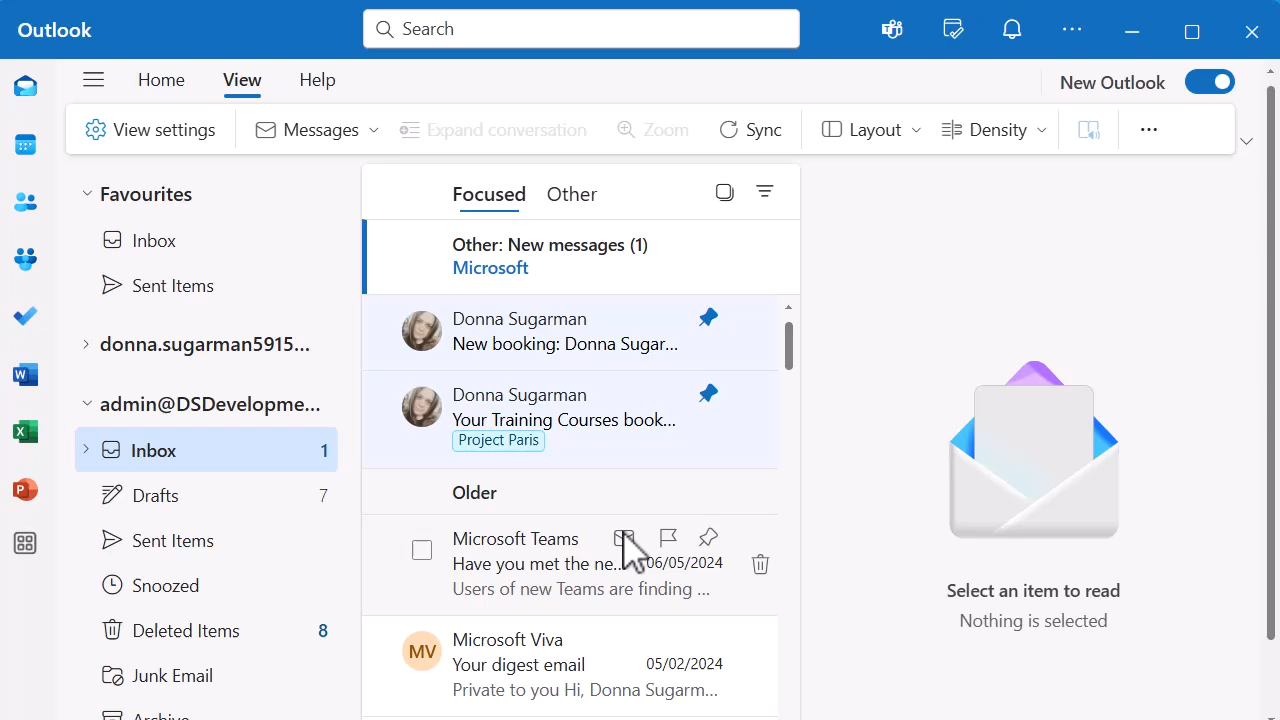 Outlook
Search
Home
View
Help
New Outlook
View settings
Messages
Expand conversation
Zoom
Sync
Layout
Density
Favourites
Inbox
Sent Items
donna.sugarman5915...
admin@DSDevelopme...
Inbox 1
Drafts 7
Sent Items
Snoozed
Deleted Items 8
Junk Email
Archive
Focused
Other
Other: New messages (1)
Microsoft
Donna Sugarman
New booking: Donna Sugar...
Donna Sugarman
Your Training Courses book...
Project Paris
Older
Microsoft Teams
Have you met the ne... 06/05/2024
Users of new Teams are finding ...
MV
Microsoft Viva
Your digest email 05/02/2024
Private to you Hi, Donna Sugarm...
Select an item to read
Nothing is selected